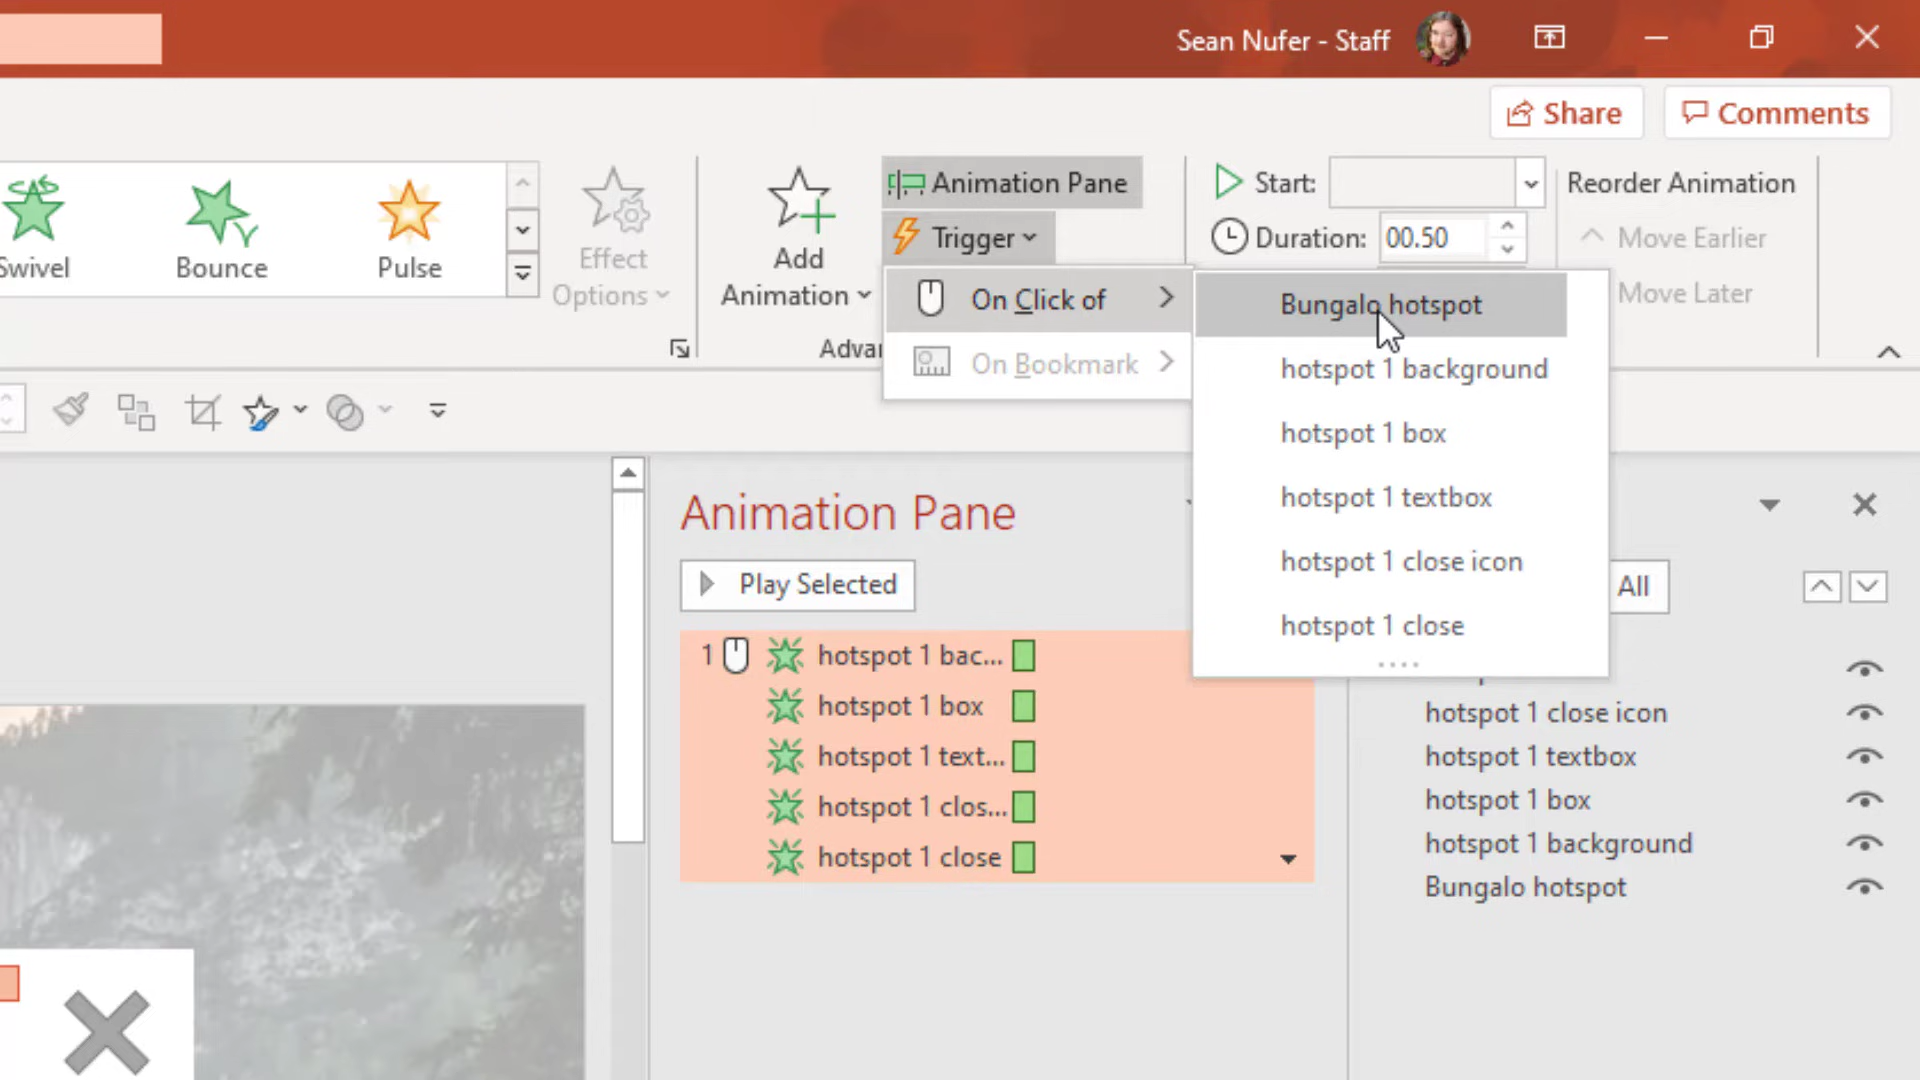 Sean Nufer - Staff
Share
Comments
Swivel
Bounce
Pulse
Effect
Options
Add
Animation
Animation Pane
Trigger
Start:
Duration: 00.50
Reorder Animation
Move Earlier
Move Later
On Click of
On Bookmark
Bungalo hotspot
hotspot 1 background
hotspot 1 box
hotspot 1 textbox
hotspot 1 close icon
hotspot 1 close
Animation Pane
Play Selected
1 hotspot 1 bac...
hotspot 1 box
hotspot 1 text...
hotspot 1 clos...
hotspot 1 close
All
hotspot 1 close icon
hotspot 1 textbox
hotspot 1 box
hotspot 1 background
Bungalo hotspot